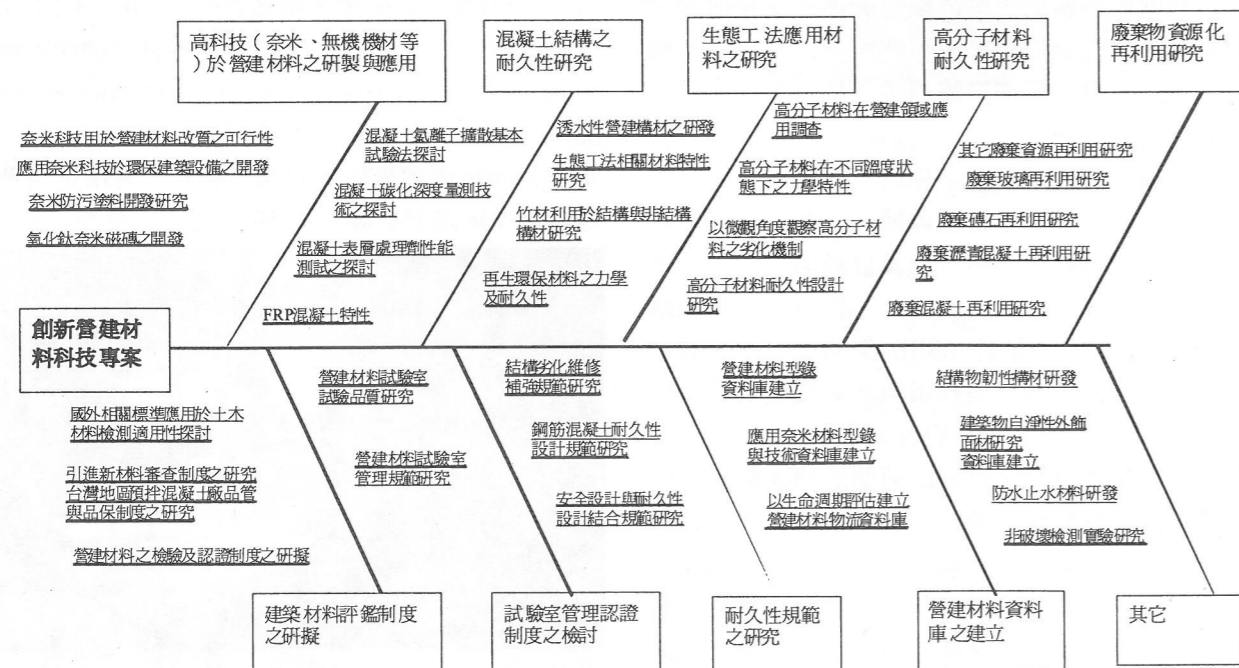 高科技（奈米、無機機材等
）於營建材料之研製與應用
混凝土結構之
耐久性研究
生態工法應用材
料之研究
高分子材料
耐久性研究
廢棄物資源化
再利用研究
奈米科技用於營建材料改質之可行性
應用奈米科技於環保建築設備之開發
奈米防污塗料開發研究
氧化鈦奈米磁磚之開發
混凝土氯離子擴散基本
試驗法探討
混凝土碳化深度量測技
術之探討
混凝土表層處理劑性能
測試之探討
FRP混凝土特性
透水性營建構材之研發
生態工法相關材料特性
研究
竹材利用於結構與非結構
構材研究
再生環保材料之力學
及耐久性
高分子材料在營建領域應
用調查
高分子材料在不同溫度狀
態下之力學特性
以微觀角度觀察高分子材
料之劣化機制
高分子材料耐久性設計
研究
其它廢棄資源再利用研究
廢棄玻璃再利用研究
廢棄磚石再利用研究
廢棄瀝青混凝土再利用研
究
廢棄混凝土再利用研究
創新營建材
料科技專案
國外相關標準應用於土木
材料檢測適用性探討
引進新材料審查制度之研究
台灣地區預拌混凝土廠品管
與品保制度之研究
營建材料之檢驗及認證制度之研擬
營建材料試驗室
試驗品質研究
營建材料試驗室
管理規範研究
結構劣化維修
補強規範研究
鋼筋混凝土耐久性
設計規範研究
安全設計與耐久性
設計結合規範研究
營建材料型錄
資料庫建立
應用奈米材料型錄
與技術資料庫建立
以生命週期評估建立
營建材料物流資料庫
結構物韌性構材研發
建築物自淨性外飾
面材研究
資料庫建立
防水止水材料研發
非破壞檢測實驗研究
建築材料評鑑制度
之研擬
試驗室管理認證
制度之檢討
耐久性規範
之研究
營建材料資料
庫之建立
其它